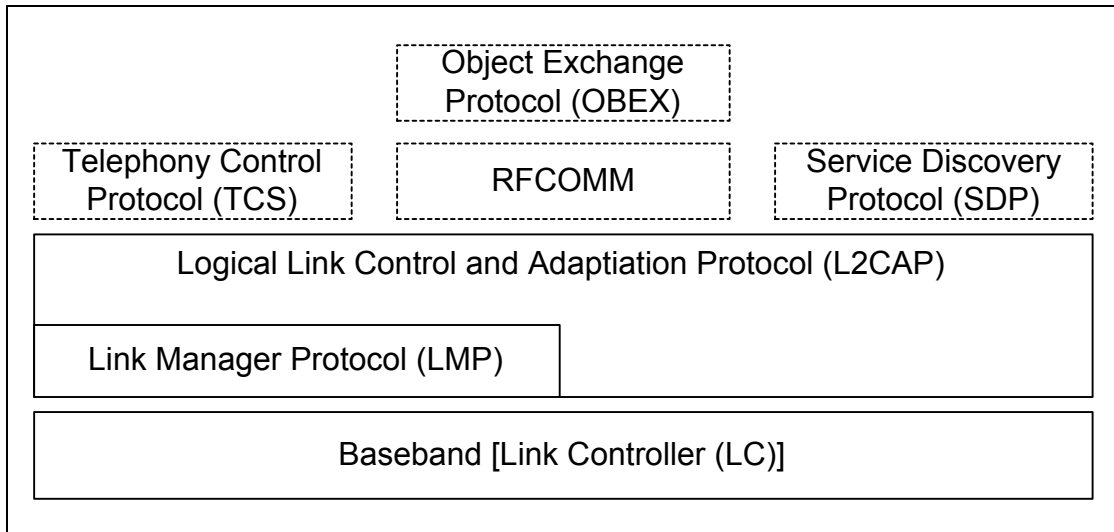 Object Exchange
Protocol (OBEX)
Telephony Control
Protocol (TCS)
RFCOMM
Service Discovery
Protocol (SDP)
Logical Link Control and Adaptiation Protocol (L2CAP)
Link Manager Protocol (LMP)
Baseband [Link Controller (LC)]